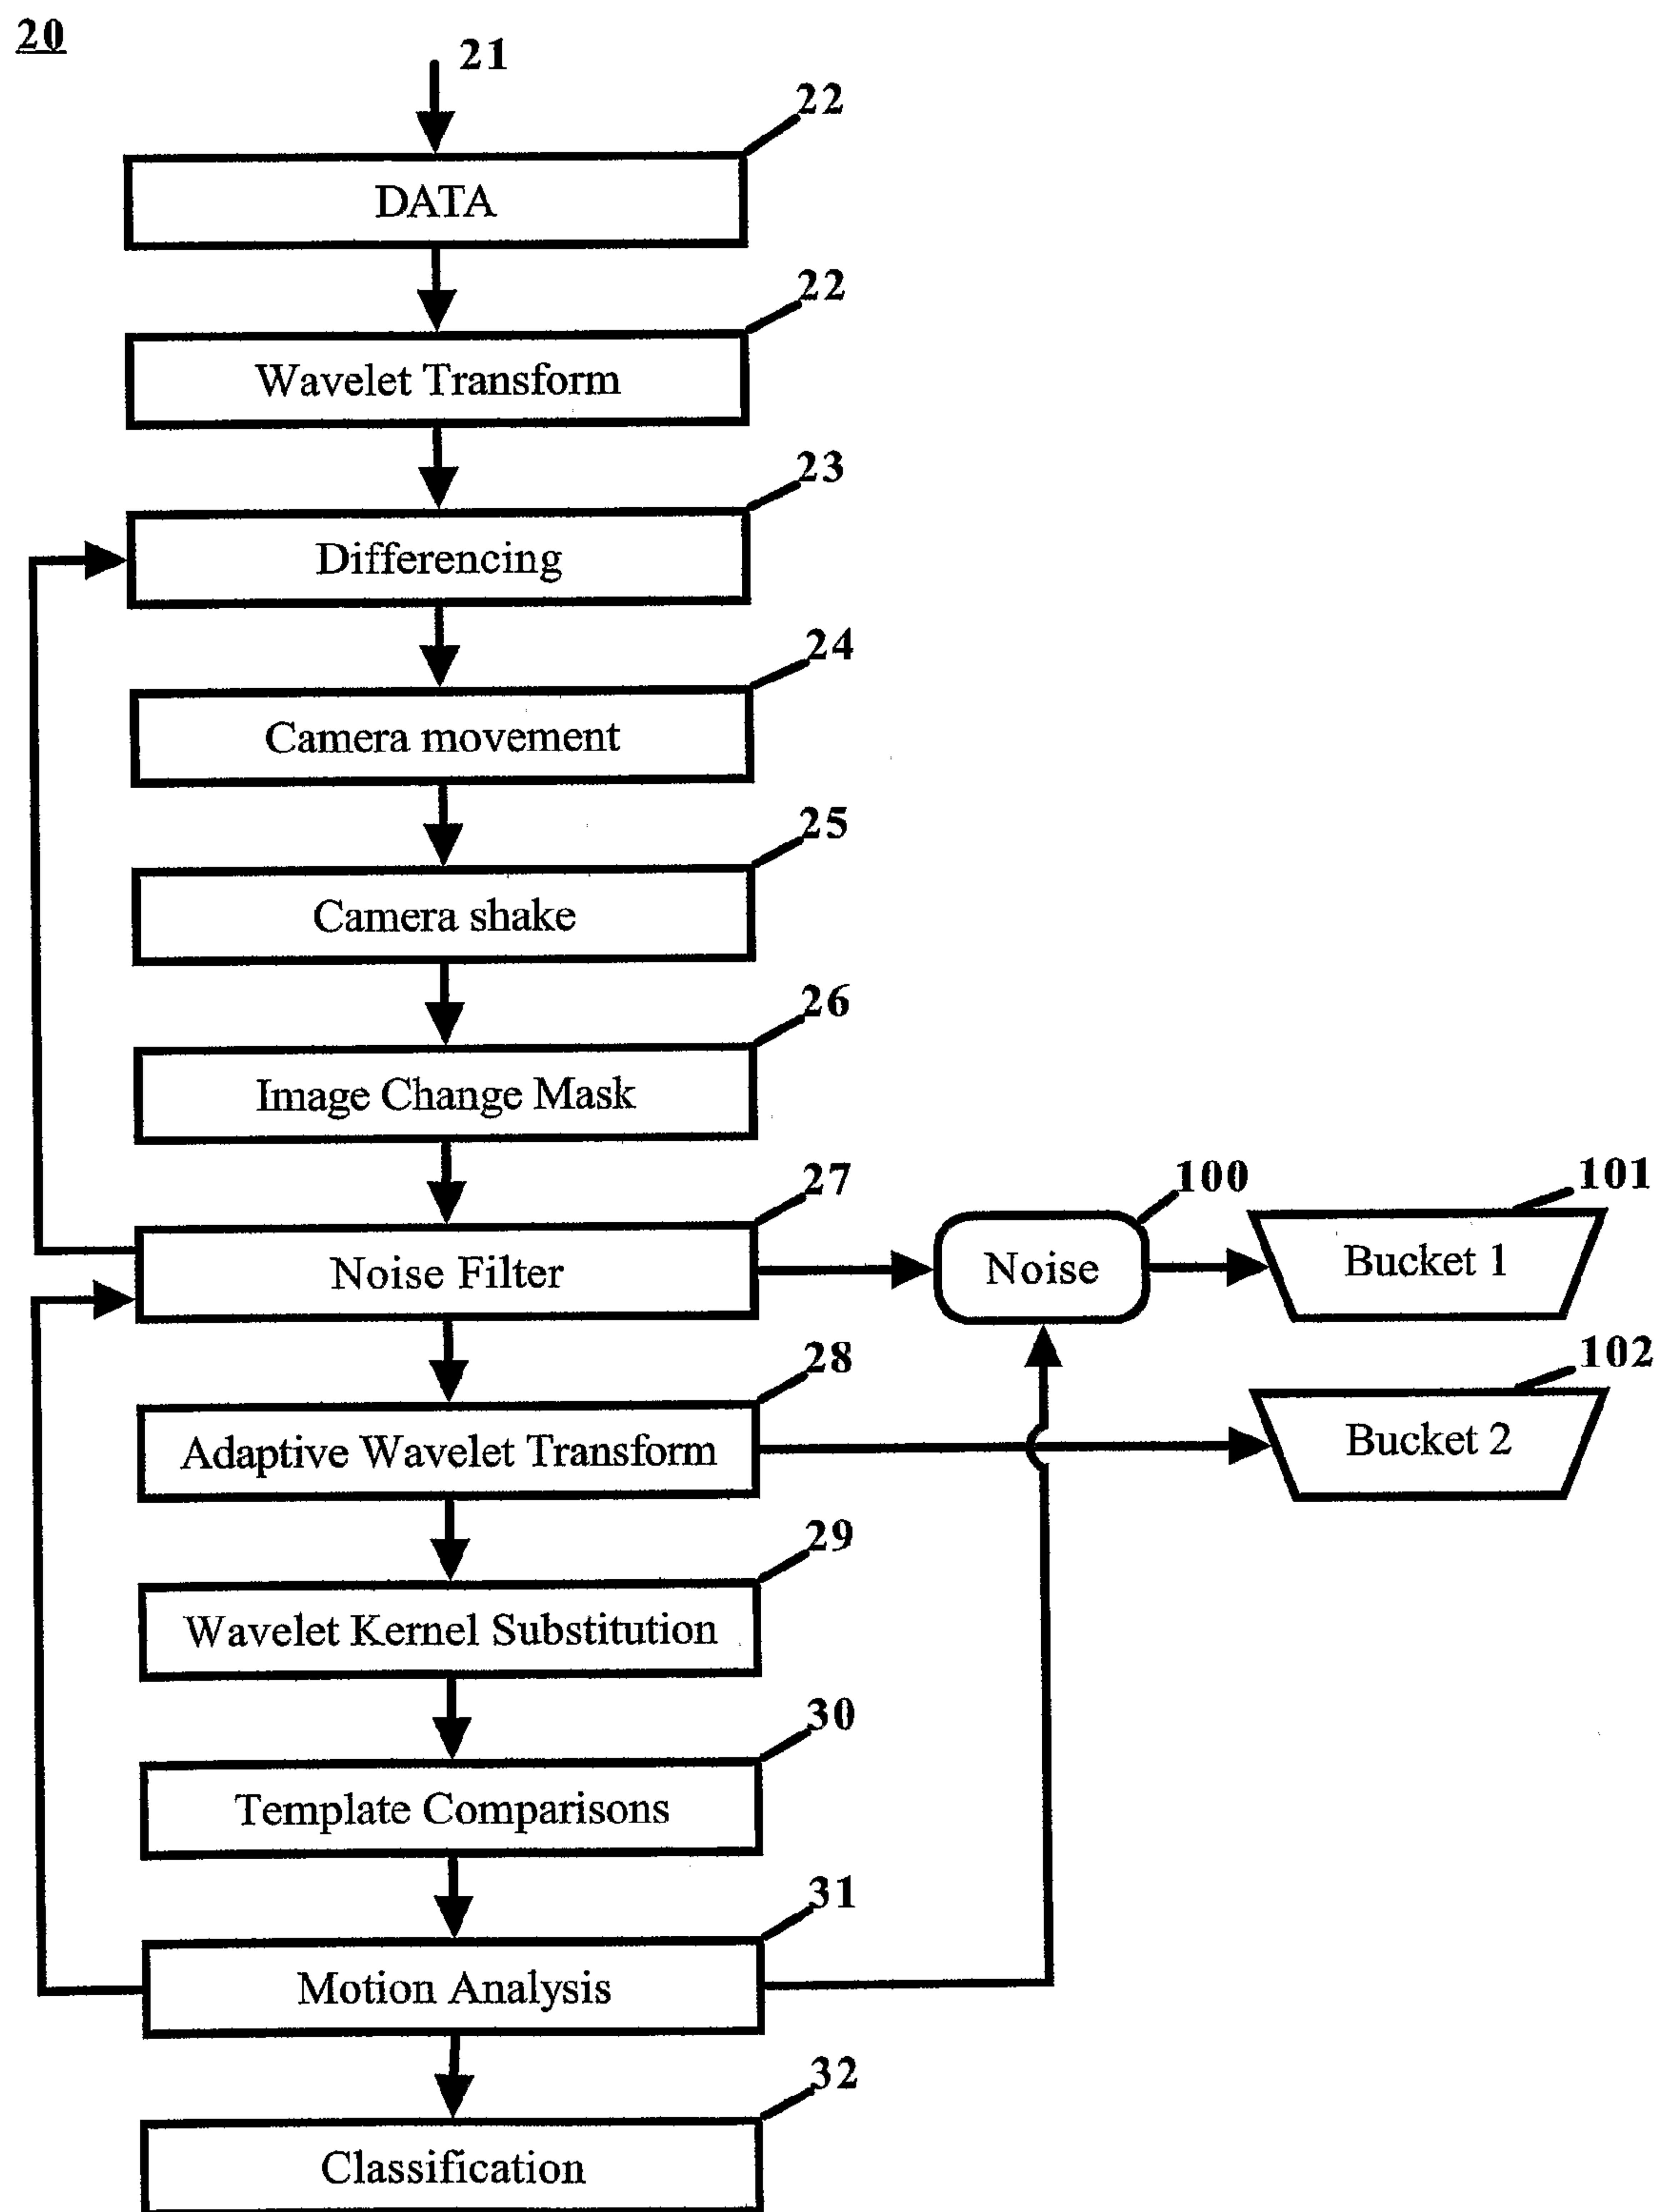 20
21
22
DATA
22
Wavelet Transform
23
Differencing
24
Camera movement
25
Camera shake
26
Image Change Mask
27
Noise Filter
100
Noise
101
Bucket 1
28
Adaptive Wavelet Transform
102
Bucket 2
29
Wavelet Kernel Substitution
30
Template Comparisons
31
Motion Analysis
32
Classification